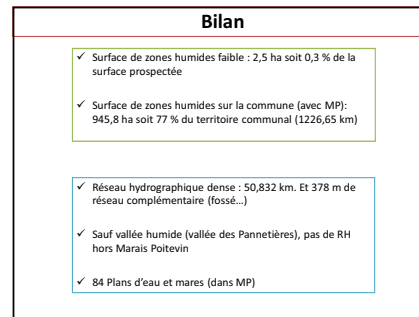 Bilan
✓ Surface de zones humides faible : 2,5 ha soit 0,3 % de la
surface prospectée
✓ Surface de zones humides sur la commune (avec MP):
945,8 ha soit 77 % du territoire communal (1226,65 km)
✓ Réseau hydrographique dense : 50,832 km. Et 378 m de
réseau complémentaire (fossé…)
✓ Sauf vallée humide (vallée des Pannetières), pas de RH
hors Marais Poitevin
✓ 84 Plans d'eau et mares (dans MP)